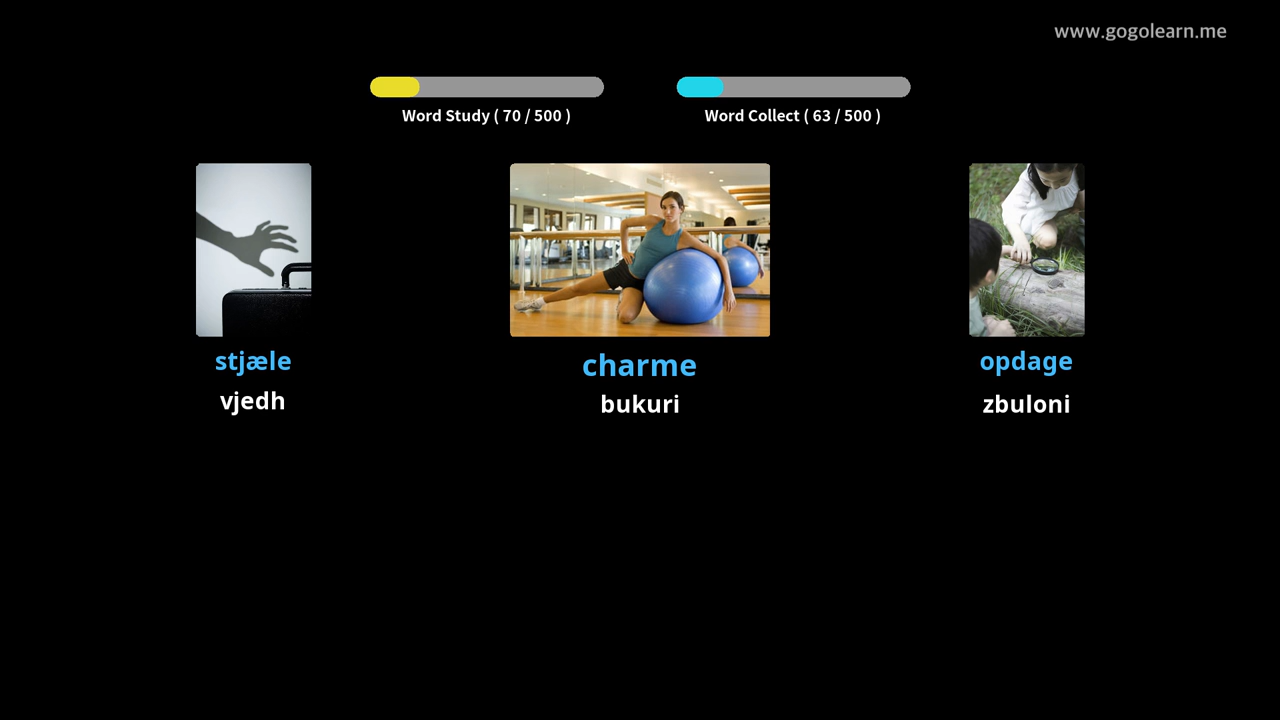 www.gogolearn.me
Word Study ( 70 / 500 )
Word Collect ( 63 / 500 )
stjæle
vjedh
charme
bukuri
opdage
zbuloni